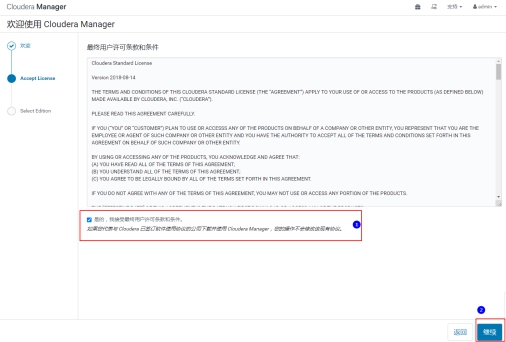 Cloudera Manager
支持
admin
欢迎使用 Cloudera Manager
欢迎
Accept License
Select Edition
最终用户许可条款和条件
Cloudera Standard License
Version 2018-08-14
THE TERMS AND CONDITIONS OF THIS CLOUDERA STANDARD LICENSE (THE "AGREEMENT") APPLY TO YOUR USE OF OR ACCESS TO THE PRODUCTS (AS DEFINED BELOW)
MADE AVAILABLE BY CLOUDERA, INC. ("CLOUDERA").
PLEASE READ THIS AGREEMENT CAREFULLY.
IF YOU ("YOU" OR "CUSTOMER") PLAN TO USE OR ACCESSS ANY OF THE PRODUCTS ON BEHALF OF A COMPANY OR OTHER ENTITY, YOU REPRESENT THAT YOU ARE THE
EMPLOYEE OR AGENT OF SUCH COMPANY OR OTHER ENTITY AND YOU HAVE THE AUTHORITY TO ACCEPT ALL OF THE TERMS AND CONDITIONS SET FORTH IN THIS
AGREEMENT ON BEHALF OF SUCH COMPANY OR OTHER ENTITY.
BY USING OR ACCESSING ANY OF THE PRODUCTS, YOU ACKNOWLEDGE AND AGREE THAT:
(A) YOU HAVE READ ALL OF THE TERMS OF THIS AGREEMENT;
(B) YOU UNDERSTAND ALL OF THE TERMS OF THIS AGREEMENT;
(C) YOU AGREE TO BE LEGALLY BOUND BY ALL OF THE TERMS SET FORTH IN THIS AGREEMENT
IF YOU DO NOT AGREE WITH ANY OF THE TERMS OF THIS AGREEMENT, YOU MAY NOT USE OR ACCESS ANY PORTION OF THE PRODUCTS.
是的，我接受最终用户许可条款和条件。
1
如果您代表与 Cloudera 已签订软件使用协议的公司下载并使用 Cloudera Manager，您的操作不会修改该现有协议。
2
返回
继续